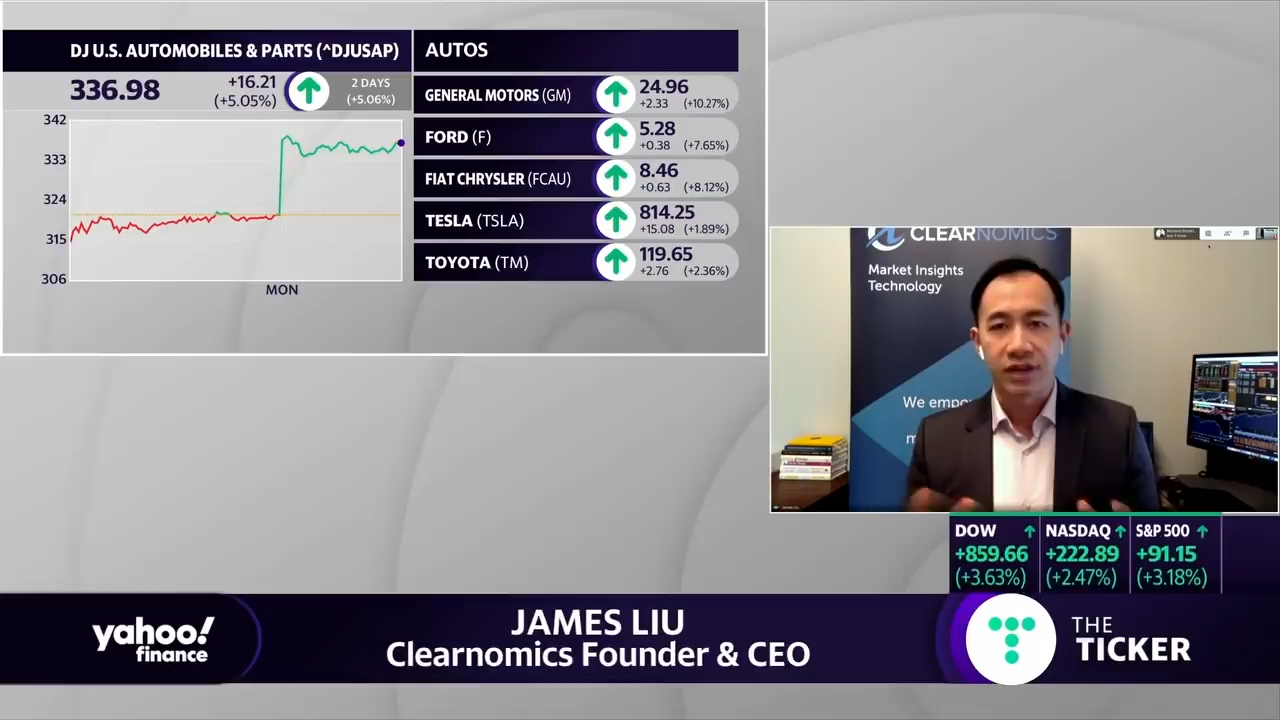 DJ U.S. AUTOMOBILES & PARTS (^DJUSAP)
336.98
+16.21
(+5.05%)
2 DAYS
(+5.06%)
342
333
324
315
306
MON
AUTOS
GENERAL MOTORS (GM)
24.96
+2.33 (+10.27%)
FORD (F)
5.28
+0.38 (+7.65%)
FIAT CHRYSLER (FCAU)
8.46
+0.63 (+8.12%)
TESLA (TSLA)
814.25
+15.08 (+1.89%)
TOYOTA (TM)
119.65
+2.76 (+2.36%)
CLEARNOMICS
Market Insights
Technology
We empo
m
DOW
+859.66
(+3.63%)
NASDAQ
+222.89
(+2.47%)
S&P 500
+91.15
(+3.18%)
yahoo!
finance
JAMES LIU
Clearnomics Founder & CEO
THE
TICKER